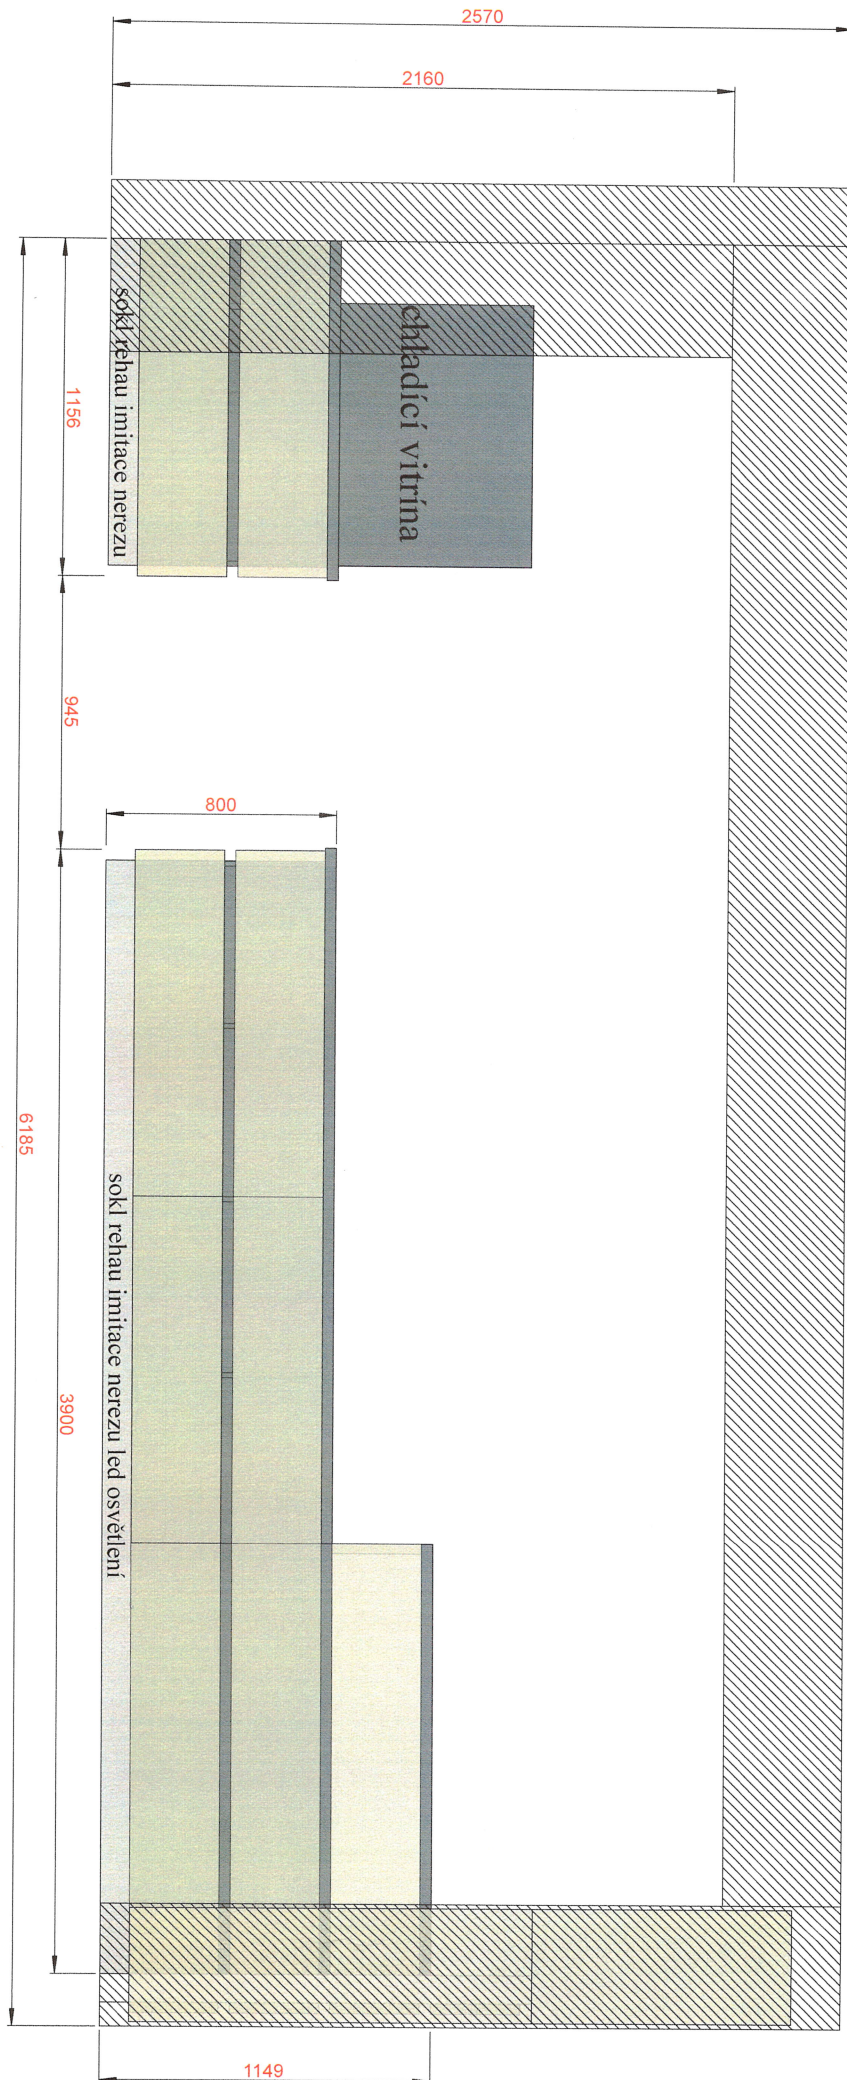 2570
2160
chladící vitrína
sokl rehau imitace nerezu
1156
945
800
sokl rehau imitace nerezu led osvětlení
3900
6185
1149